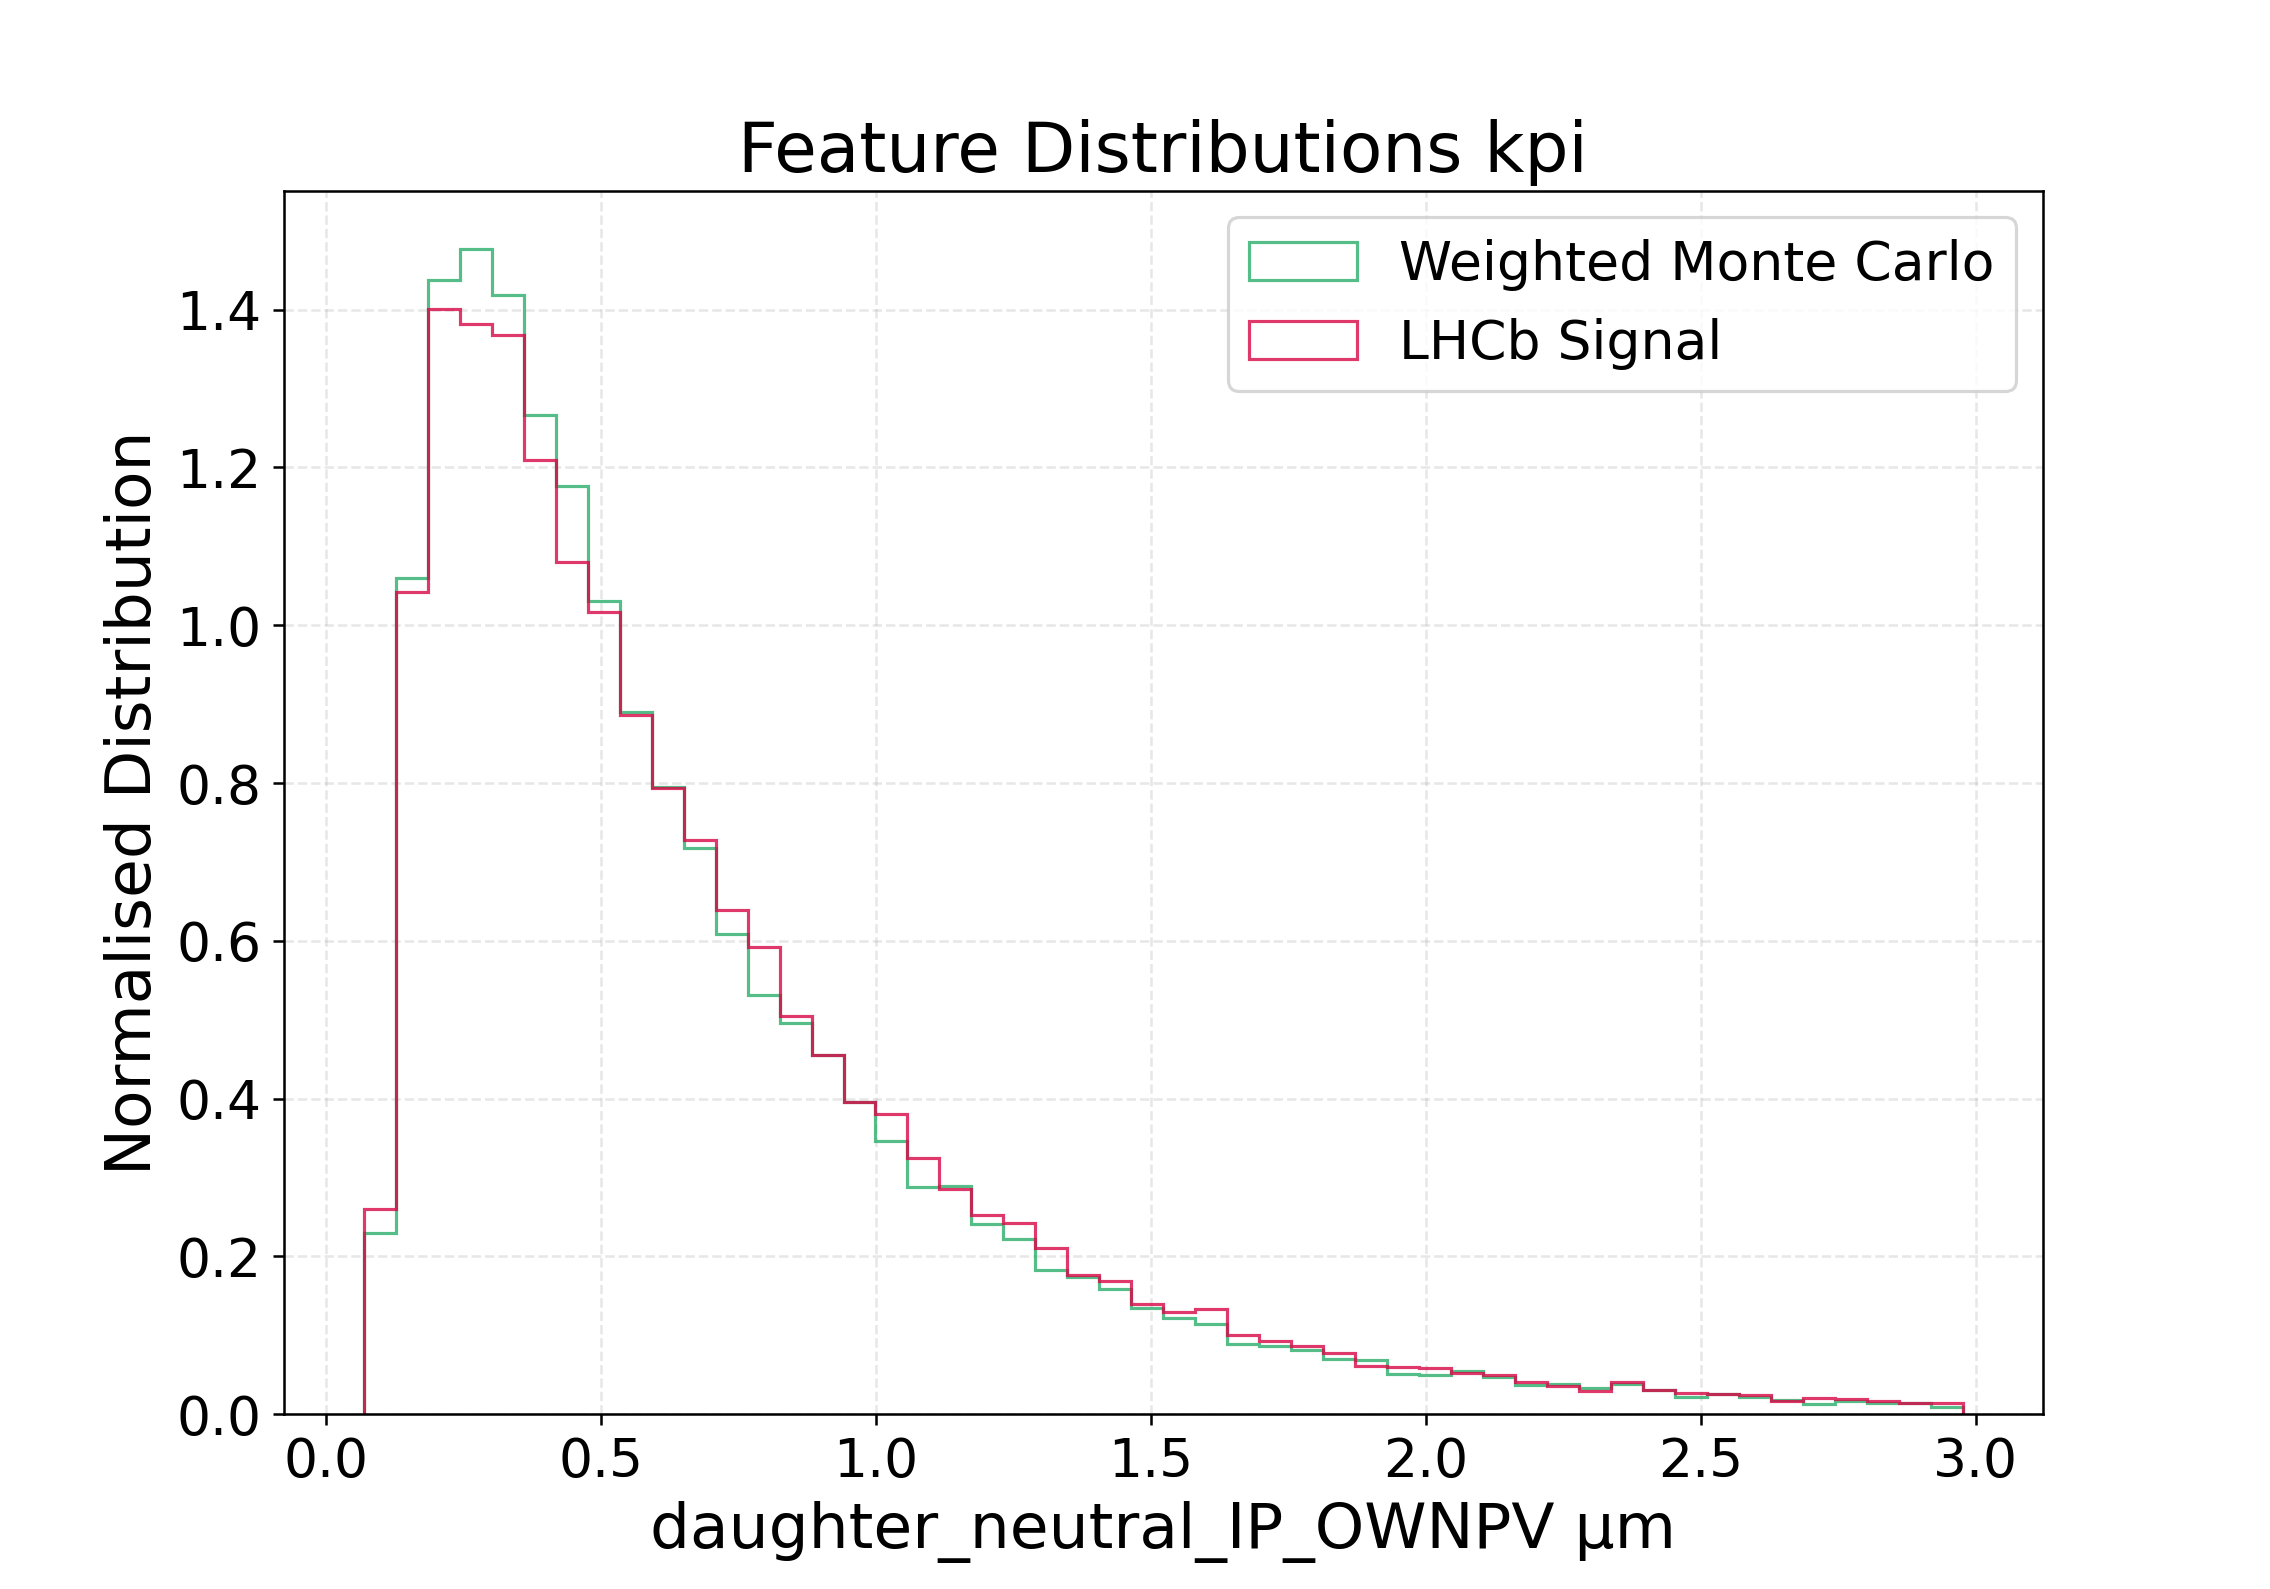 Feature Distributions kpi
Weighted Monte Carlo
LHCb Signal
Normalised Distribution
1.4
1.2
1.0
0.8
0.6
0.4
0.2
0.0
0.0 0.5 1.0 1.5 2.0 2.5 3.0
daughter_neutral_IP_OWNPV μm